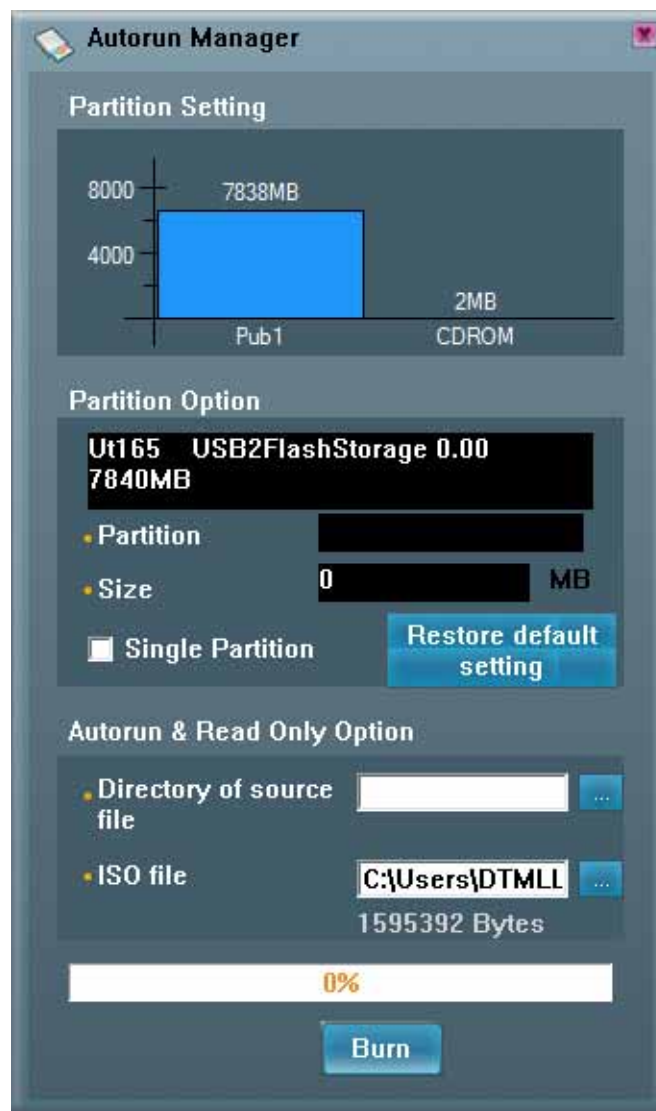 Autorun Manager
Partition Setting
8000
7838MB
4000
2MB
Pub1
CDROM
Partition Option
Ut165 USB2FlashStorage 0.00
7840MB
Partition
Size
0
MB
Single Partition
Restore default
setting
Autorun & Read Only Option
Directory of source
file
...
ISO file
C:\Users\DTMLL
...
1595392 Bytes
0%
Burn